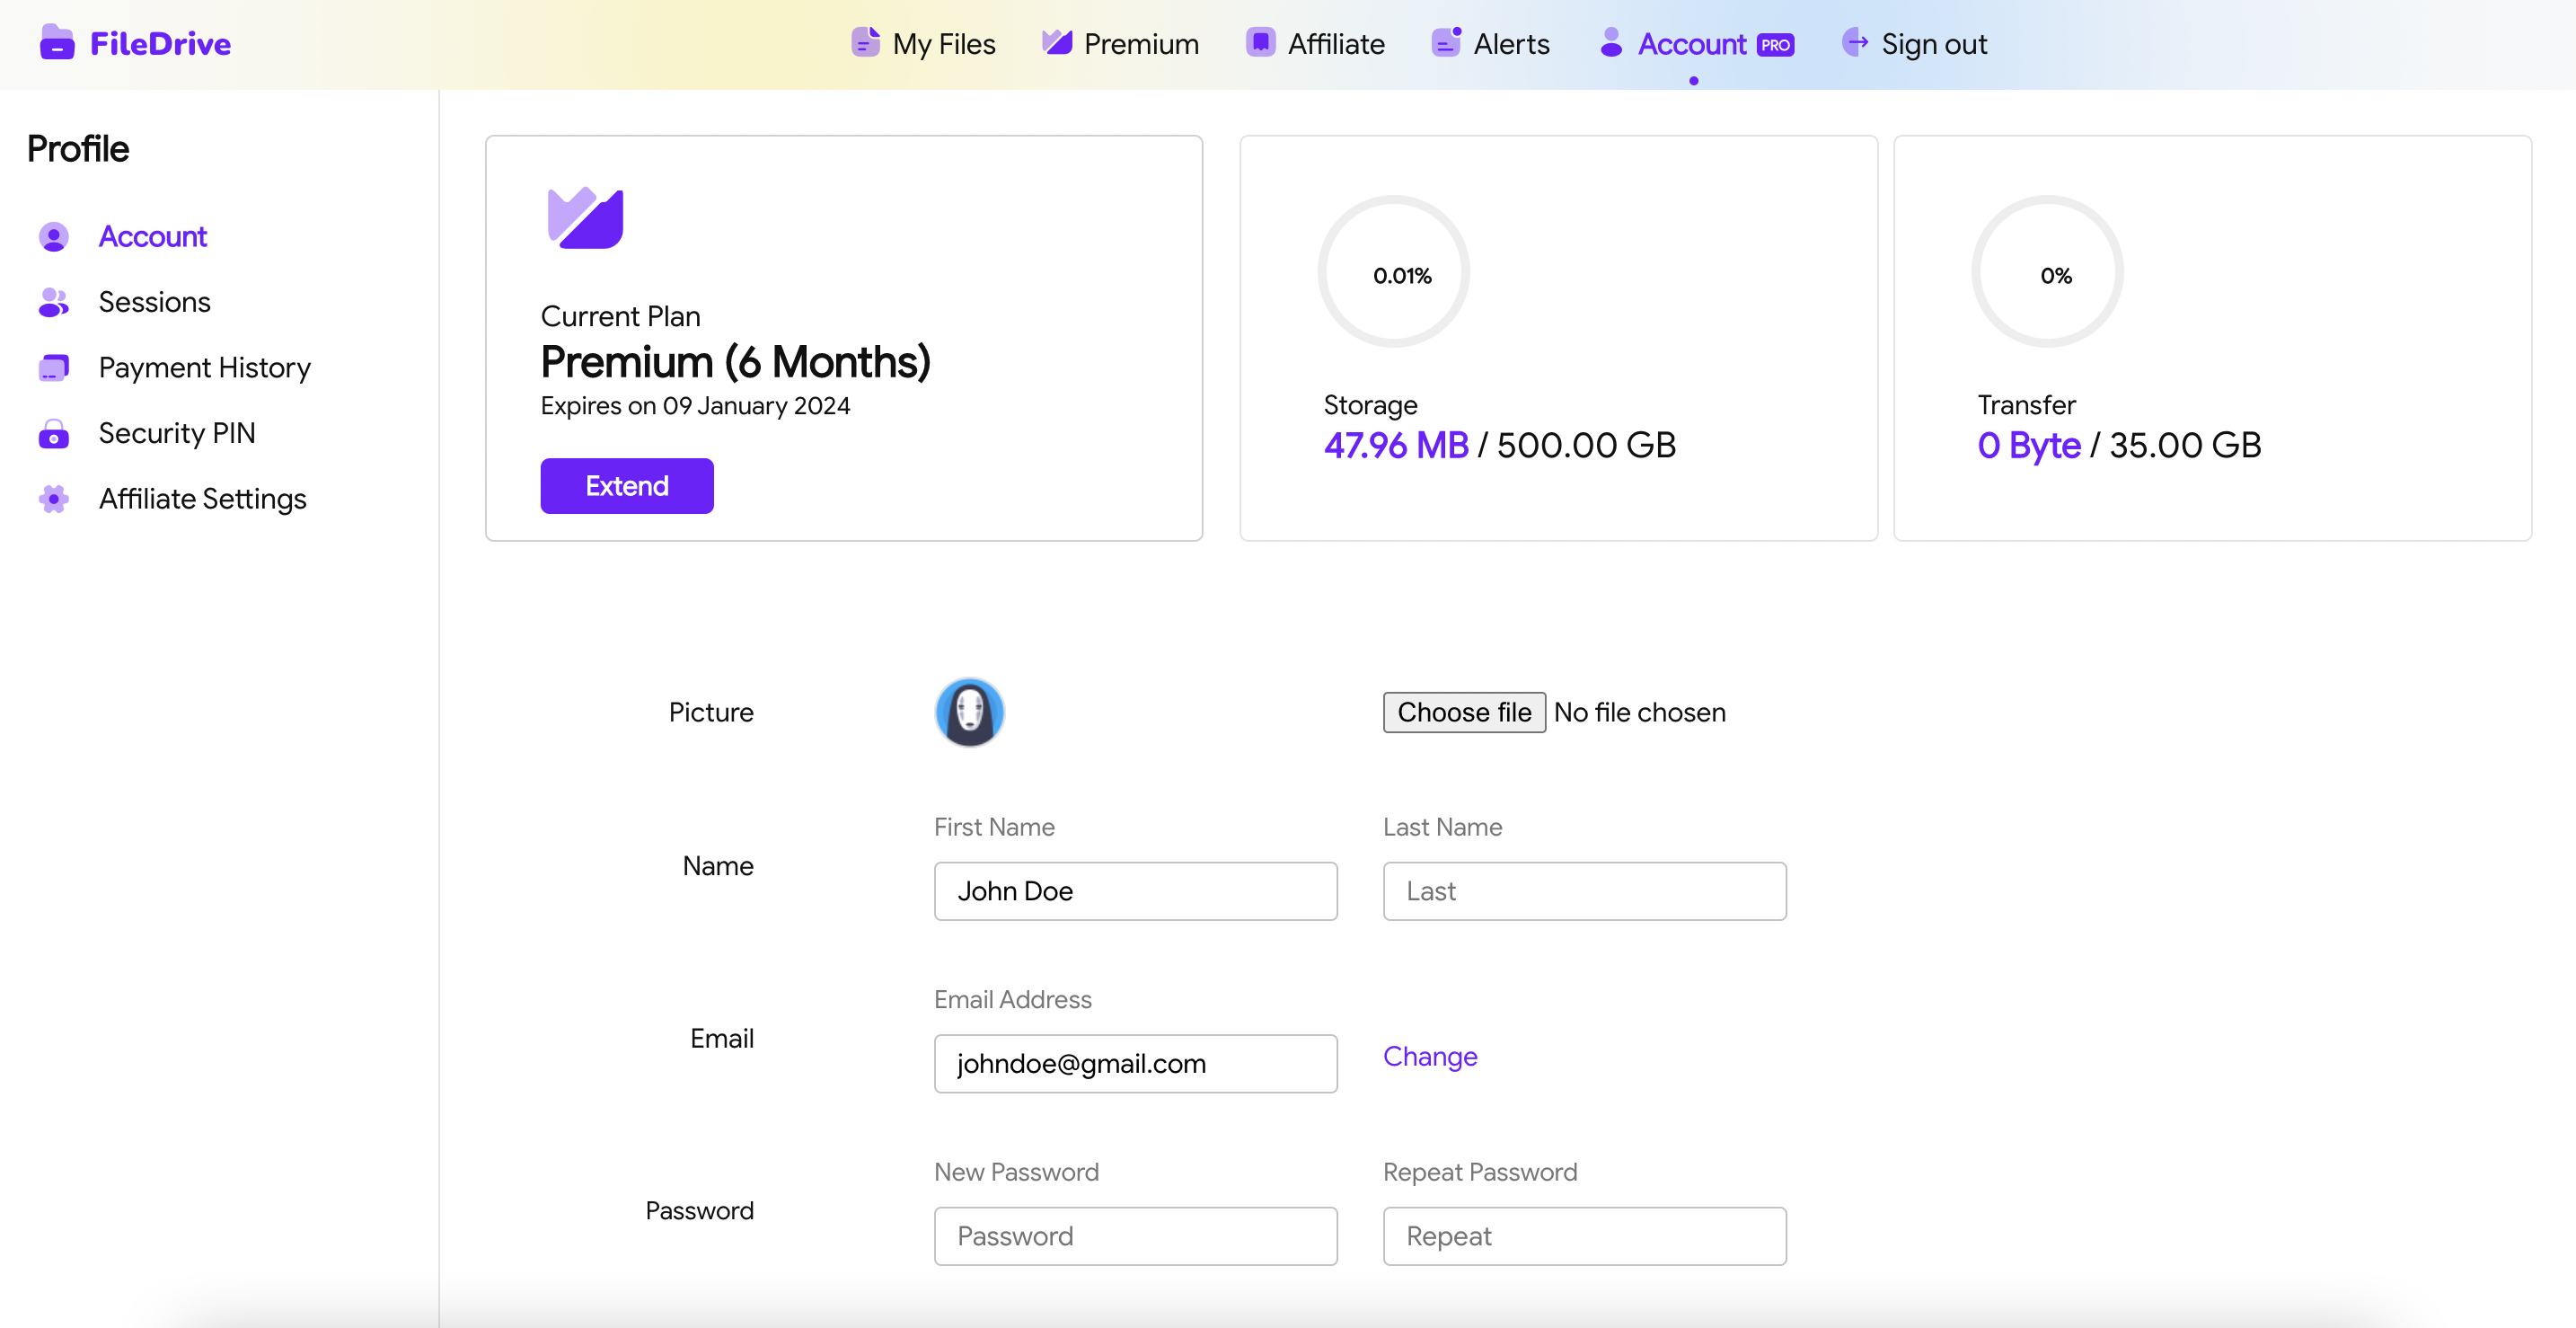 FileDrive
My Files
Premium
Affiliate
Alerts
Account PRO
Sign out
Profile
Account
Sessions
Payment History
Security PIN
Affiliate Settings
Current Plan
Premium (6 Months)
Expires on 09 January 2024
Extend
0.01%
Storage
47.96 MB / 500.00 GB
0%
Transfer
0 Byte / 35.00 GB
Picture
Choose file No file chosen
Name
First Name
John Doe
Last Name
Last
Email
Email Address
johndoe@gmail.com
Change
Password
New Password
Password
Repeat Password
Repeat